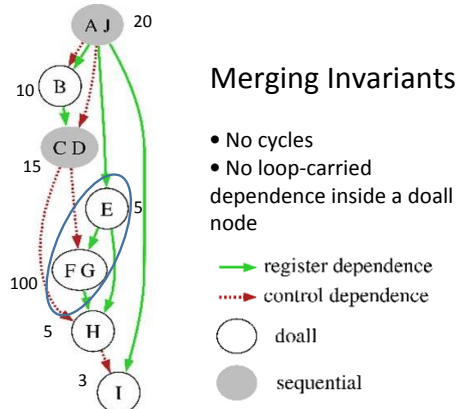 A J 20
10 B
C D
15
E 5
F G
100
5 H
3 I
Merging Invariants
• No cycles
• No loop-carried
dependence inside a doall
node
register dependence
control dependence
doall
sequential